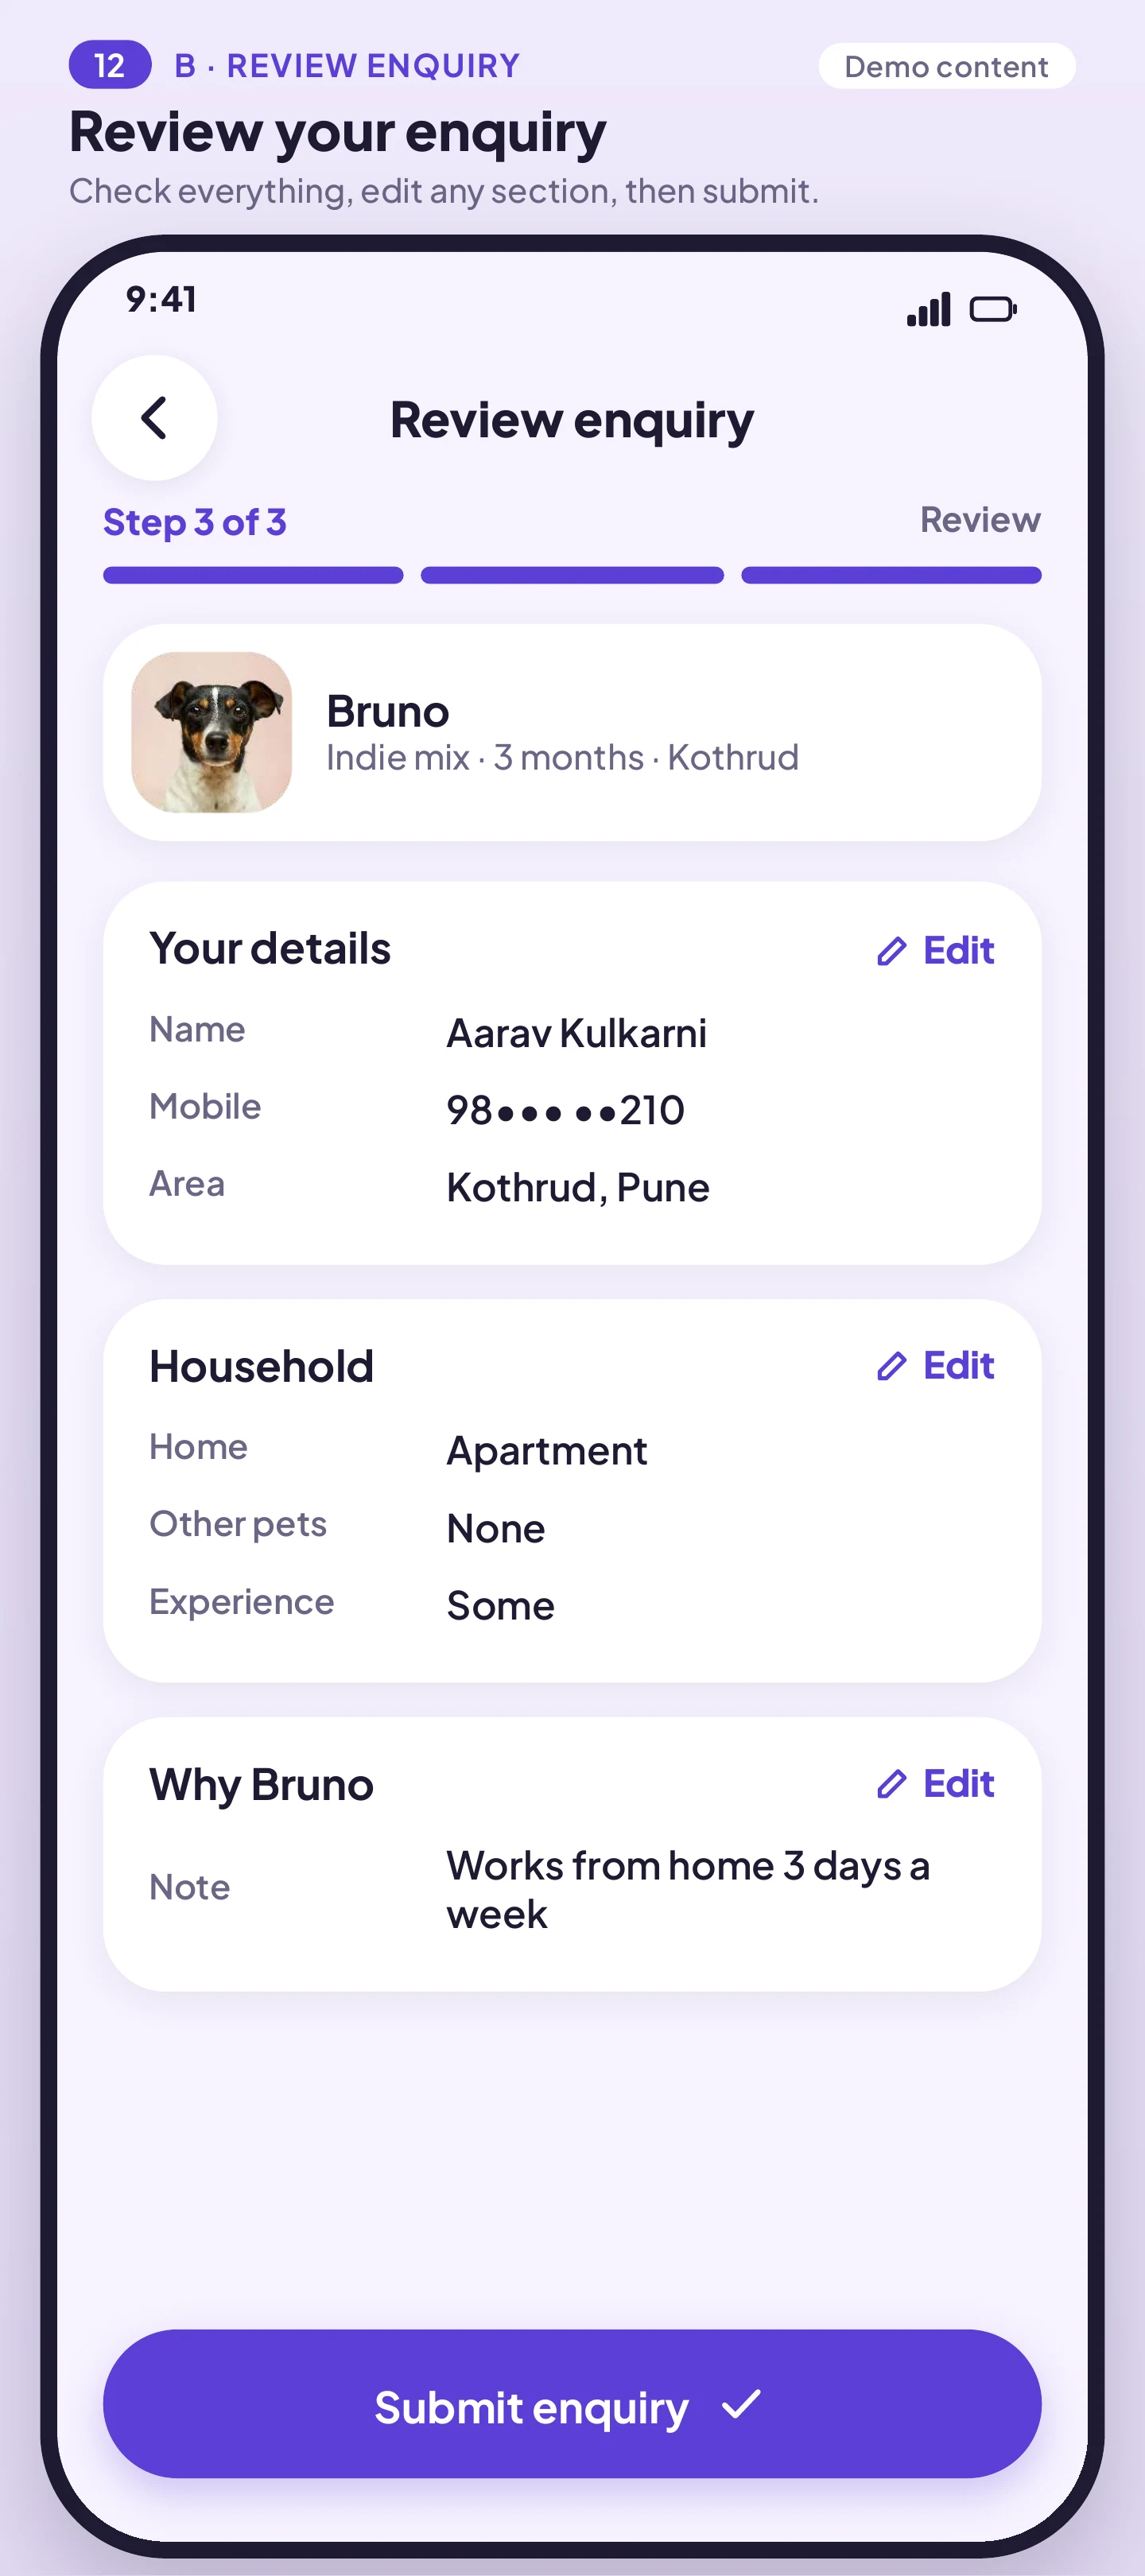 12 B · REVIEW ENQUIRY Demo content
Review your enquiry
Check everything, edit any section, then submit.
9:41
Review enquiry
Step 3 of 3 Review
Bruno
Indie mix · 3 months · Kothrud
Your details Edit
Name Aarav Kulkarni
Mobile 98••• ••210
Area Kothrud, Pune
Household Edit
Home Apartment
Other pets None
Experience Some
Why Bruno Edit
Note Works from home 3 days a
week
Submit enquiry